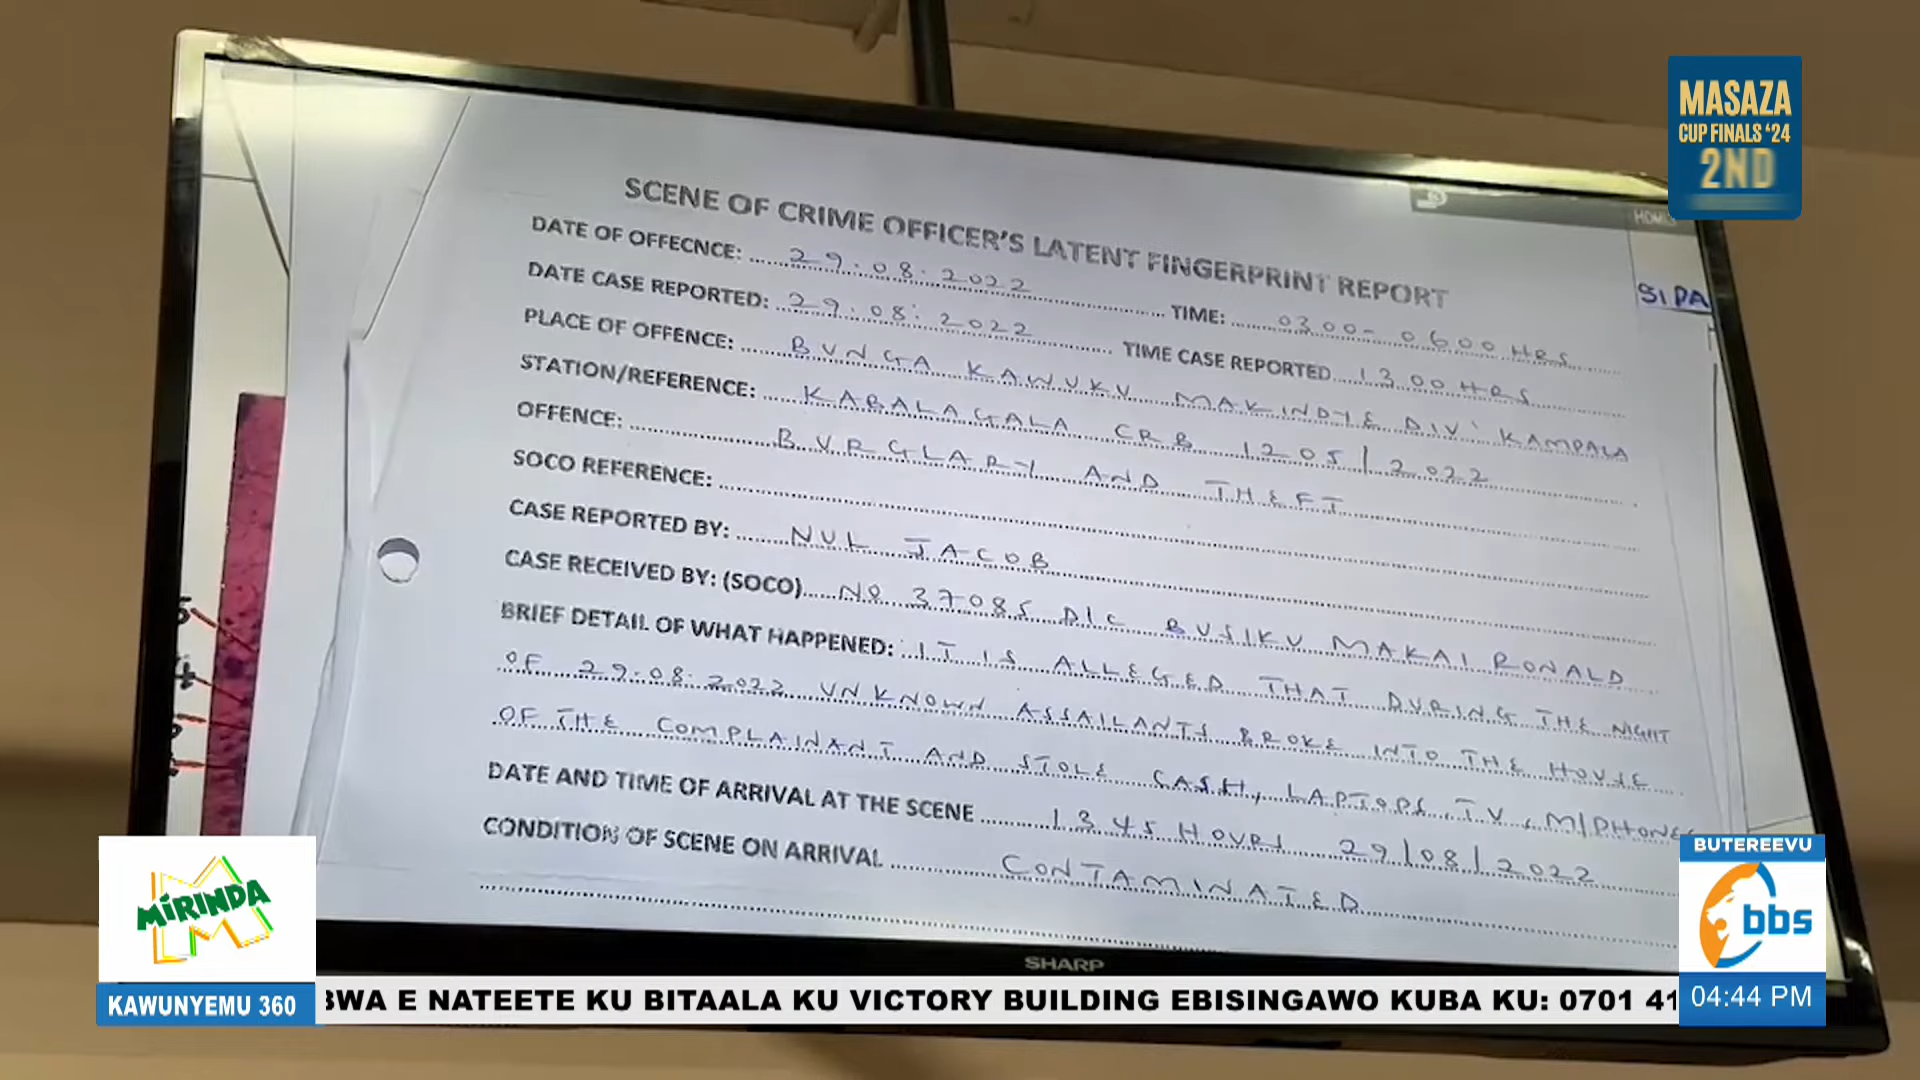 MASAZA
CUP FINALS '24
2ND
HOME
SIDA
SCENE OF CRIME OFFICER'S LATENT FINGERPRINT REPORT
DATE OF OFFECNCE: 29.08.2022 TIME: 0300-0600 HRS
DATE CASE REPORTED: 29.08.2022 TIME CASE REPORTED 1300HRS
PLACE OF OFFENCE: BUNGA KAWUKU MAKINDYE DIV' KAMPALA
STATION/REFERENCE: KABALAGALA CRB 1205/2022
OFFENCE: BURGLARY AND THEFT
SOCO REFERENCE:
CASE REPORTED BY: NUL JACOB
CASE RECEIVED BY: (SOCO) No 37085 D/C BUSIKU MAKAI RONALD
BRIEF DETAIL OF WHAT HAPPENED: IT IS ALLEGED THAT DURING THE NIGHT
OF 29.08.2022 UNKNOWN ASSAILANTS BROKE INTO THE HOUSE
OF THE COMPLAINANT AND STOLE CASH, LAPTOPS, TV, M/PHONES
DATE AND TIME OF ARRIVAL AT THE SCENE 1345 HOURS 29/08/2022
CONDITION OF SCENE ON ARRIVAL CONTAMINATED
SHARP
MIRINDA
KAWUNYEMU 360
BWA E NATEETE KU BITAALA KU VICTORY BUILDING EBISINGAWO KUBA KU: 0701 41
BUTEREEVU
bbs
04:44 PM